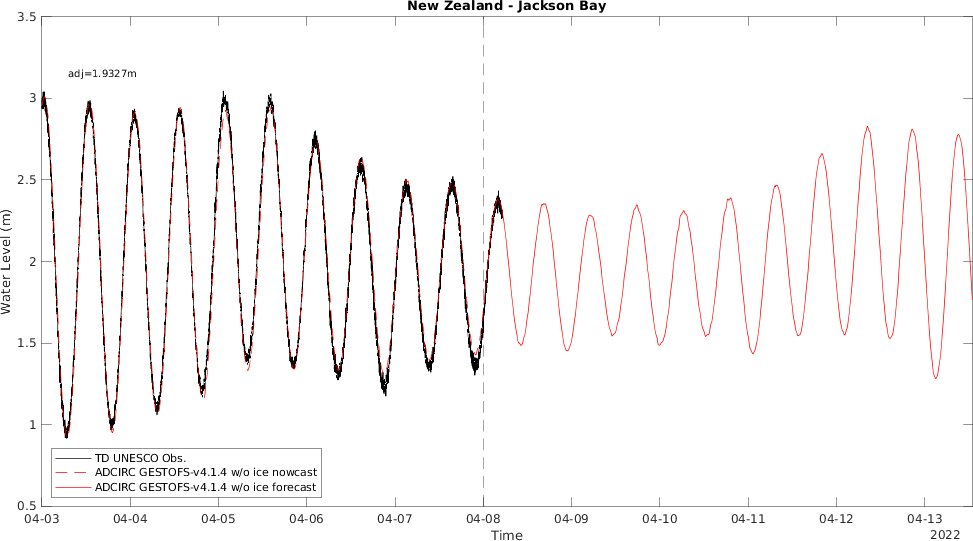 New Zealand - Jackson Bay
3.5
adj=1.9327m
3
2.5
Water Level (m)
2
1.5
1
TD UNESCO Obs.
ADCIRC GESTOFS-v4.1.4 w/o ice nowcast
ADCIRC GESTOFS-v4.1.4 w/o ice forecast
0.5
04-03 04-04 04-05 04-06 04-07 04-08 04-09 04-10 04-11 04-12 04-13
Time
2022